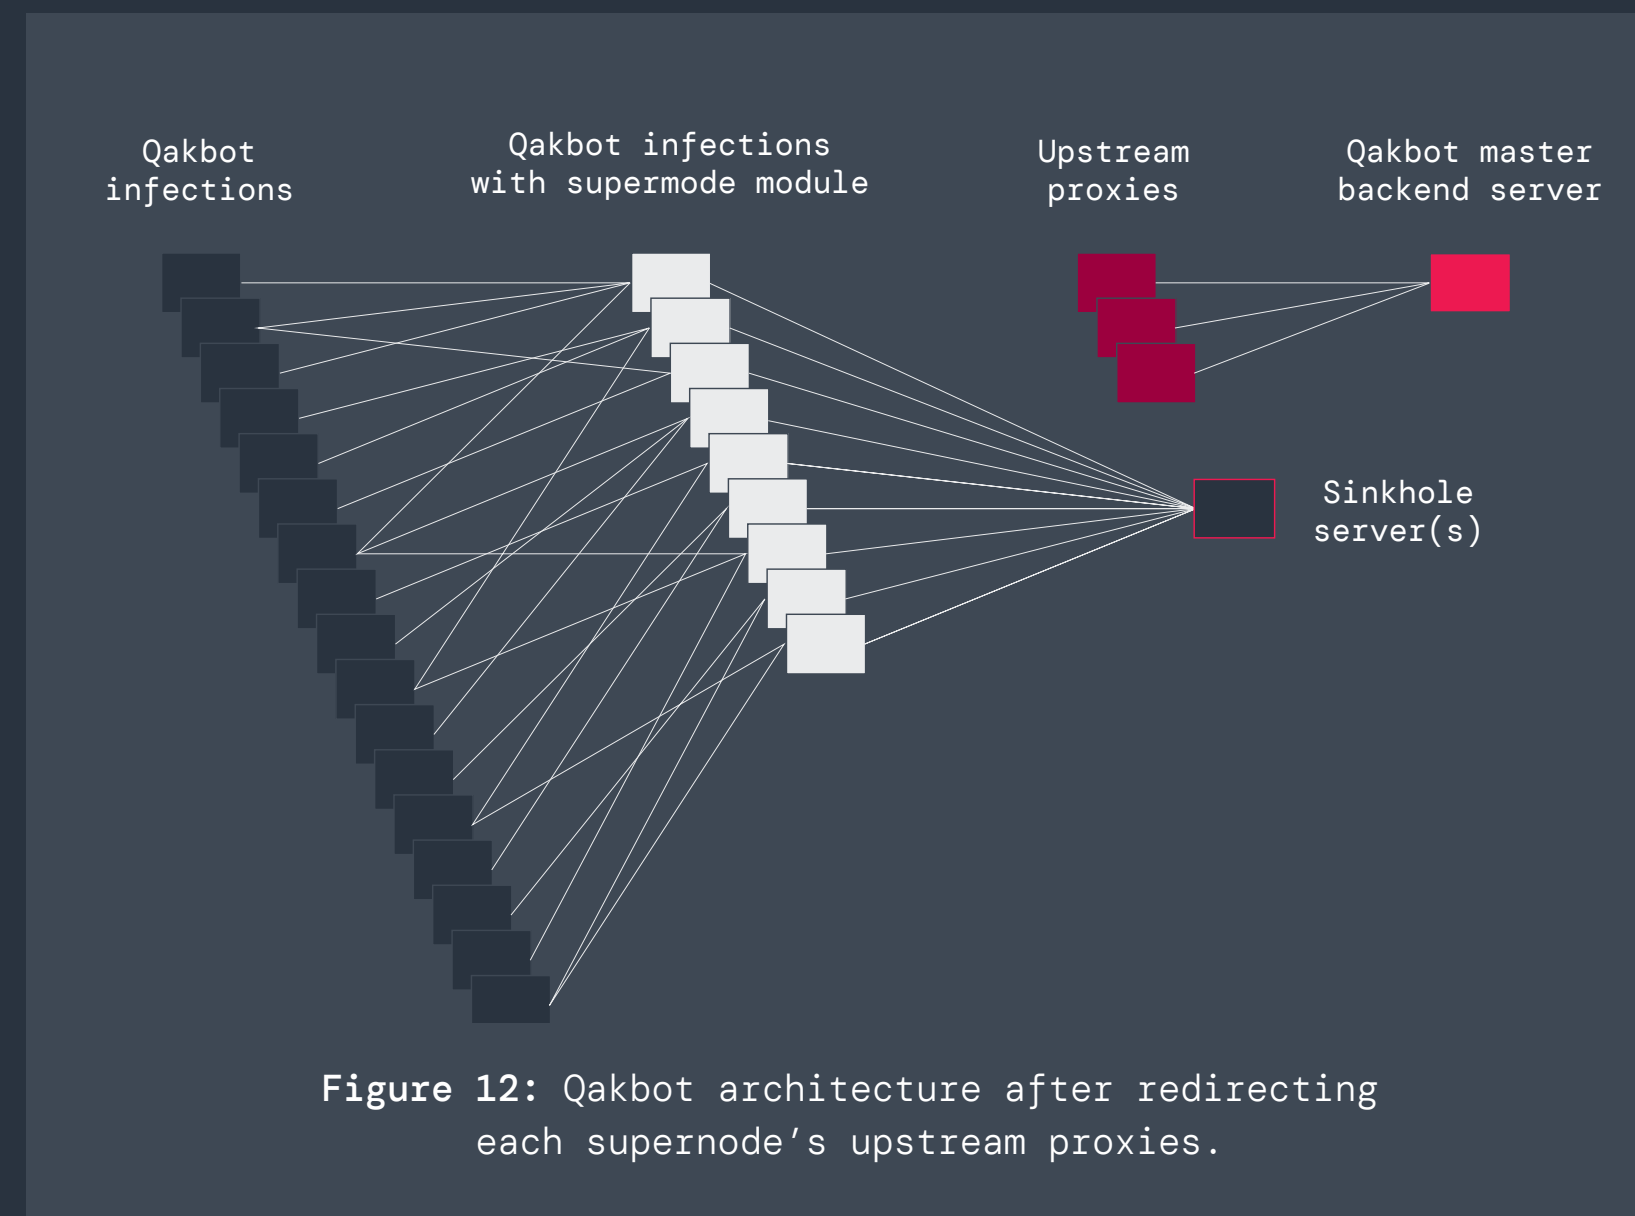 Qakbot
infections
Qakbot infections
with supermode module
Upstream
proxies
Qakbot master
backend server
Sinkhole
server(s)
Figure 12: Qakbot architecture after redirecting
each supernode’s upstream proxies.